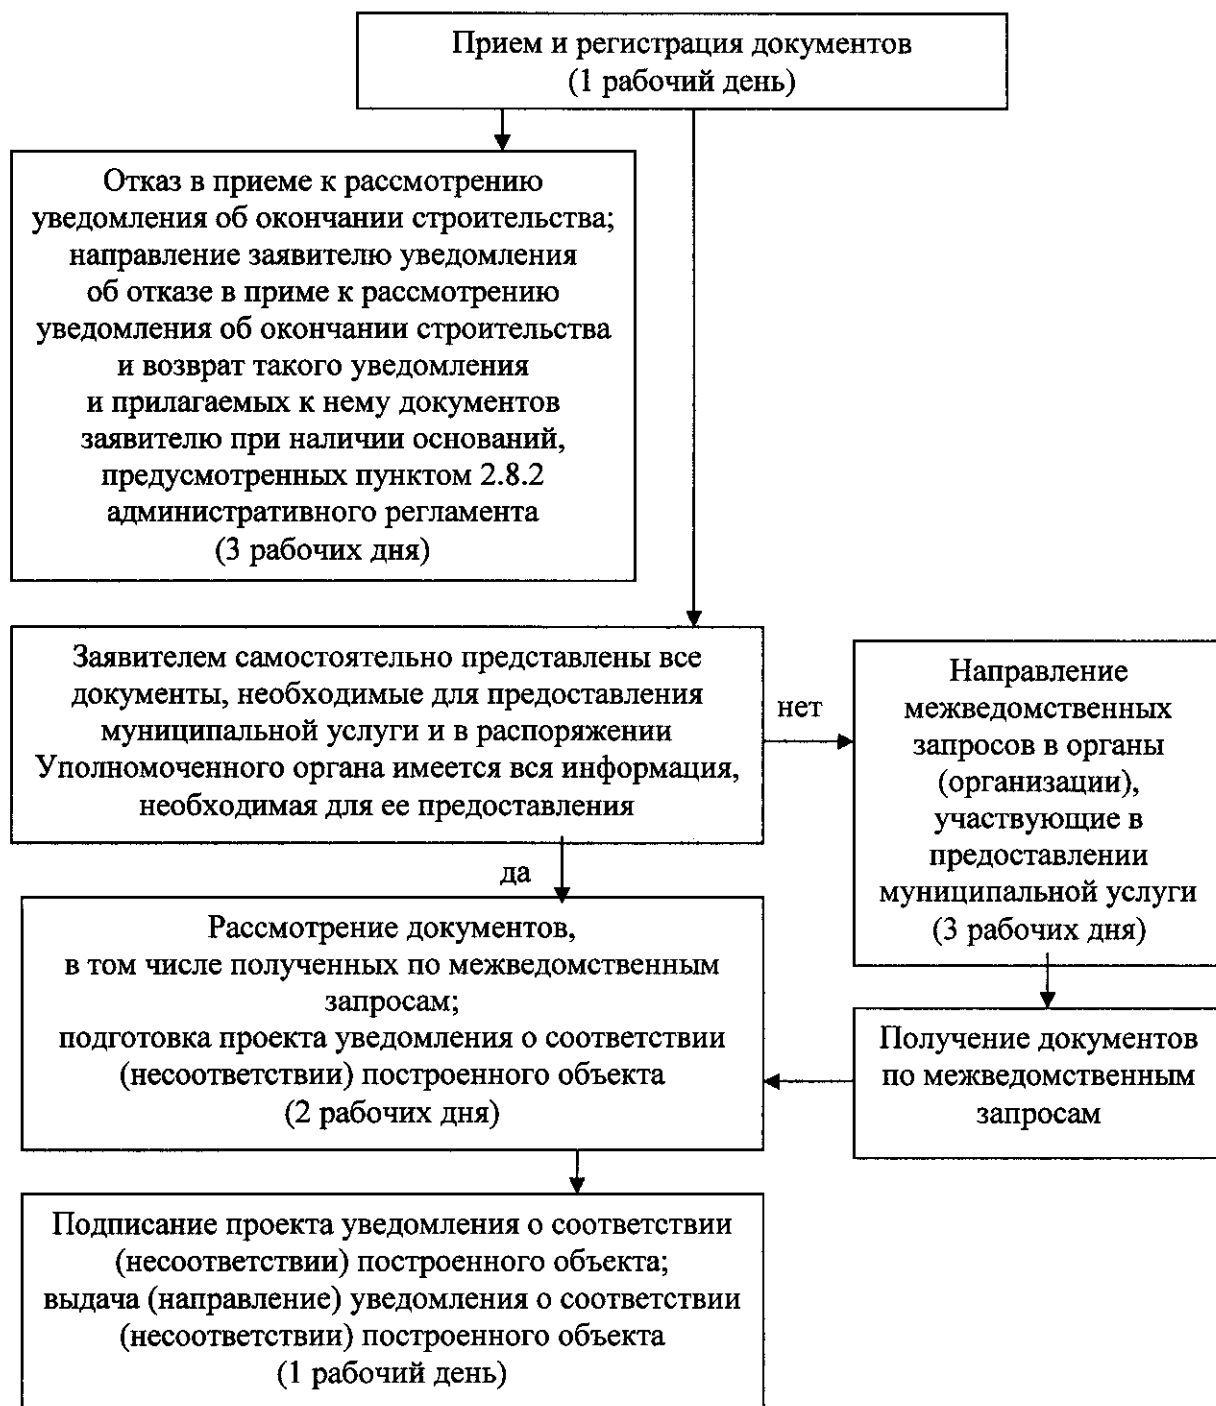 Прием и регистрация документов
(1 рабочий день)
Отказ в приеме к рассмотрению
уведомления об окончании строительства;
направление заявителю уведомления
об отказе в приме к рассмотрению
уведомления об окончании строительства
и возврат такого уведомления
и прилагаемых к нему документов
заявителю при наличии оснований,
предусмотренных пунктом 2.8.2
административного регламента
(3 рабочих дня)
Заявителем самостоятельно представлены все
документы, необходимые для предоставления
муниципальной услуги и в распоряжении
Уполномоченного органа имеется вся информация,
необходимая для ее предоставления
нет
Направление
межведомственных
запросов в органы
(организации),
участвующие в
предоставлении
муниципальной услуги
(3 рабочих дня)
да
Рассмотрение документов,
в том числе полученных по межведомственным
запросам;
подготовка проекта уведомления о соответствии
(несоответствии) построенного объекта
(2 рабочих дня)
Получение документов
по межведомственным
запросам
Подписание проекта уведомления о соответствии
(несоответствии) построенного объекта;
выдача (направление) уведомления о соответствии
(несоответствии) построенного объекта
(1 рабочий день)